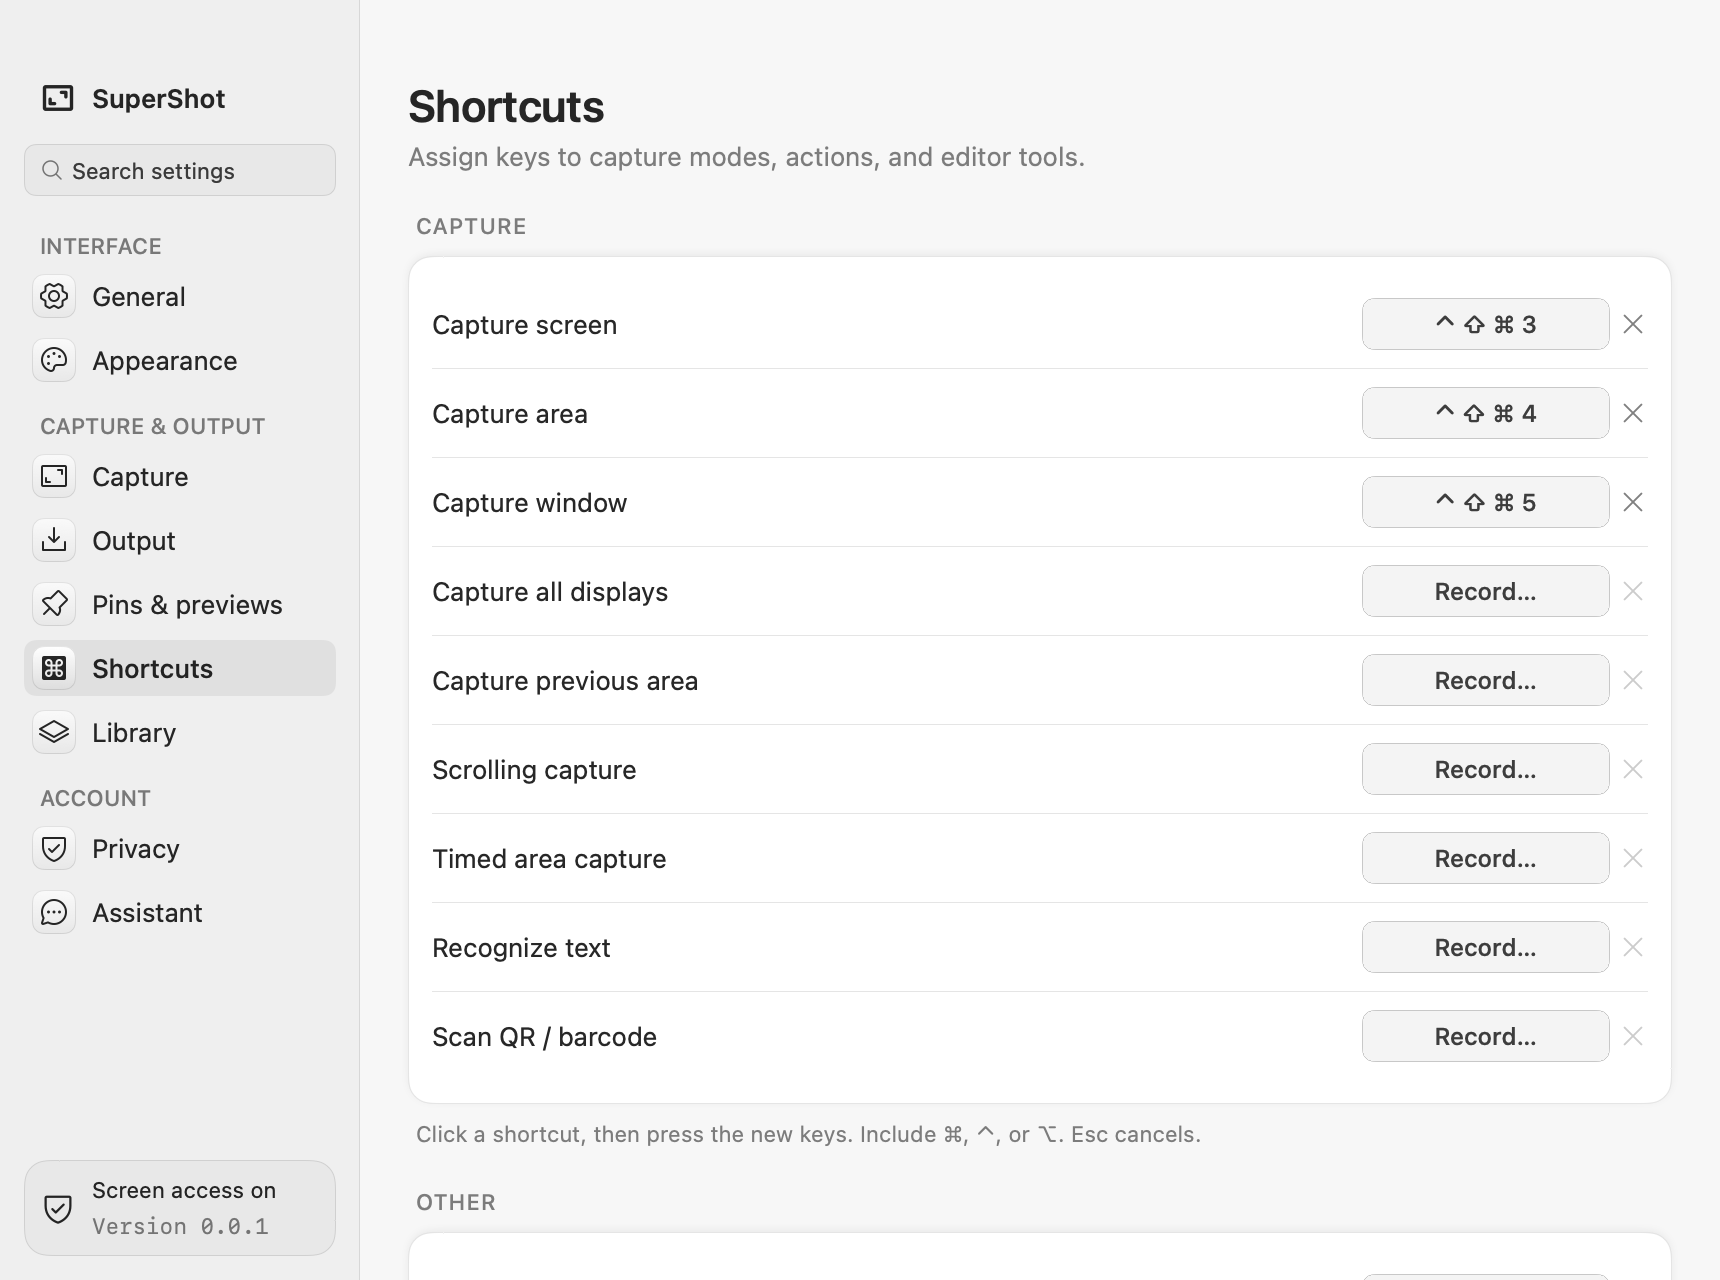 SuperShot
Search settings
INTERFACE
General
Appearance
CAPTURE & OUTPUT
Capture
Output
Pins & previews
Shortcuts
Library
ACCOUNT
Privacy
Assistant
Screen access on
Version 0.0.1
Shortcuts
Assign keys to capture modes, actions, and editor tools.
CAPTURE
Capture screen ⌃ ⇧ ⌘ 3
Capture area ⌃ ⇧ ⌘ 4
Capture window ⌃ ⇧ ⌘ 5
Capture all displays Record...
Capture previous area Record...
Scrolling capture Record...
Timed area capture Record...
Recognize text Record...
Scan QR / barcode Record...
Click a shortcut, then press the new keys. Include ⌘, ⌃, or ⌥. Esc cancels.
OTHER